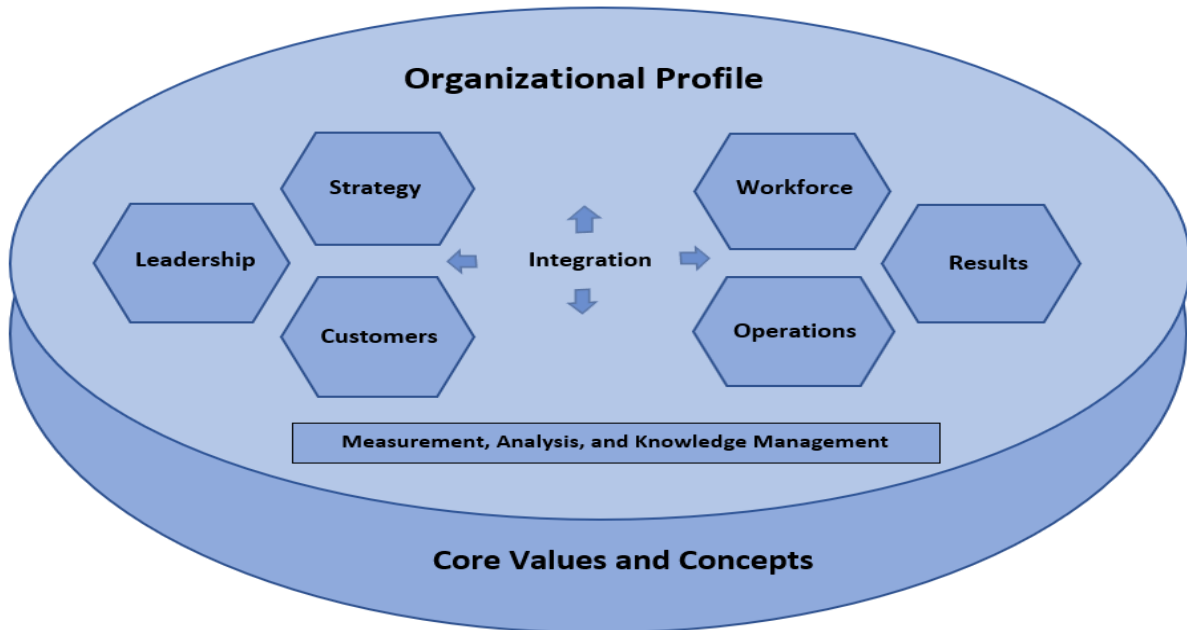 Organizational Profile
Strategy
Workforce
Leadership
Integration
Results
Customers
Operations
Measurement, Analysis, and Knowledge Management
Core Values and Concepts